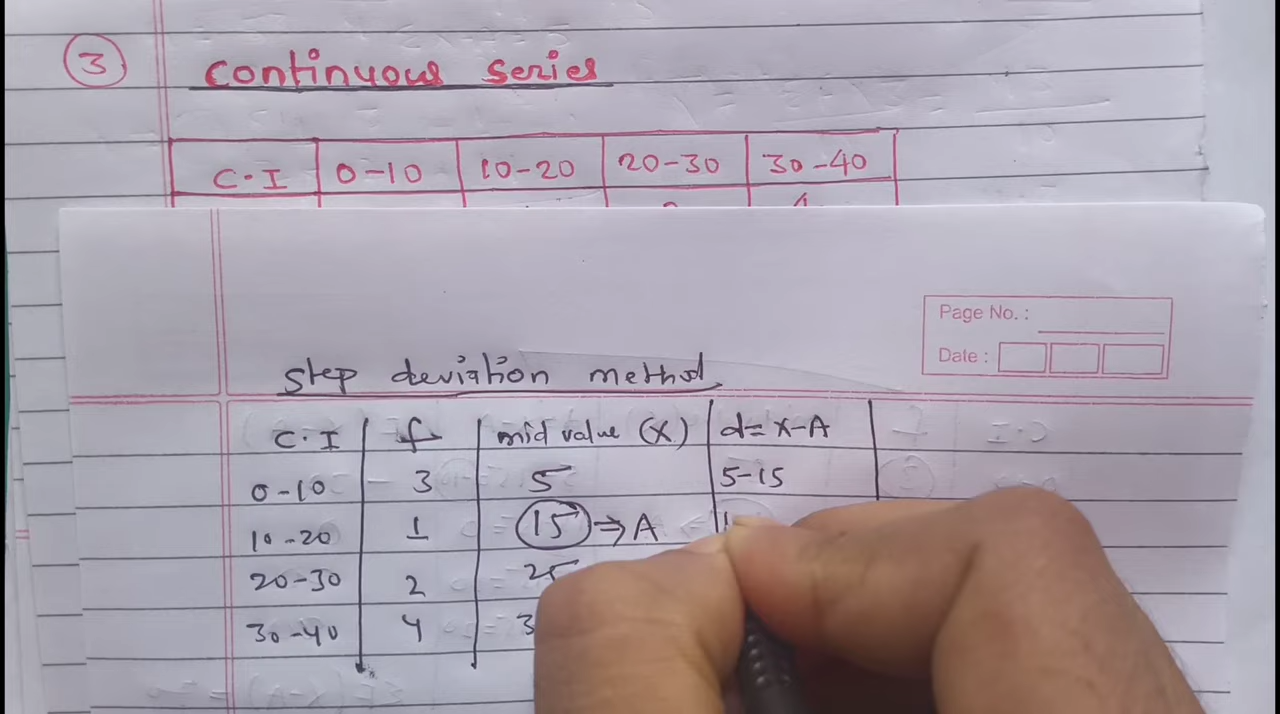 3 continuous series
C.I 0-10 10-20 20-30 30-40
Page No. :
Date :
step deviation method
C.I f mid value (x) d=x-A
0-10 3 5 5-15
10-20 1 15 ⇒ A
20-30 2 25
30-40 4